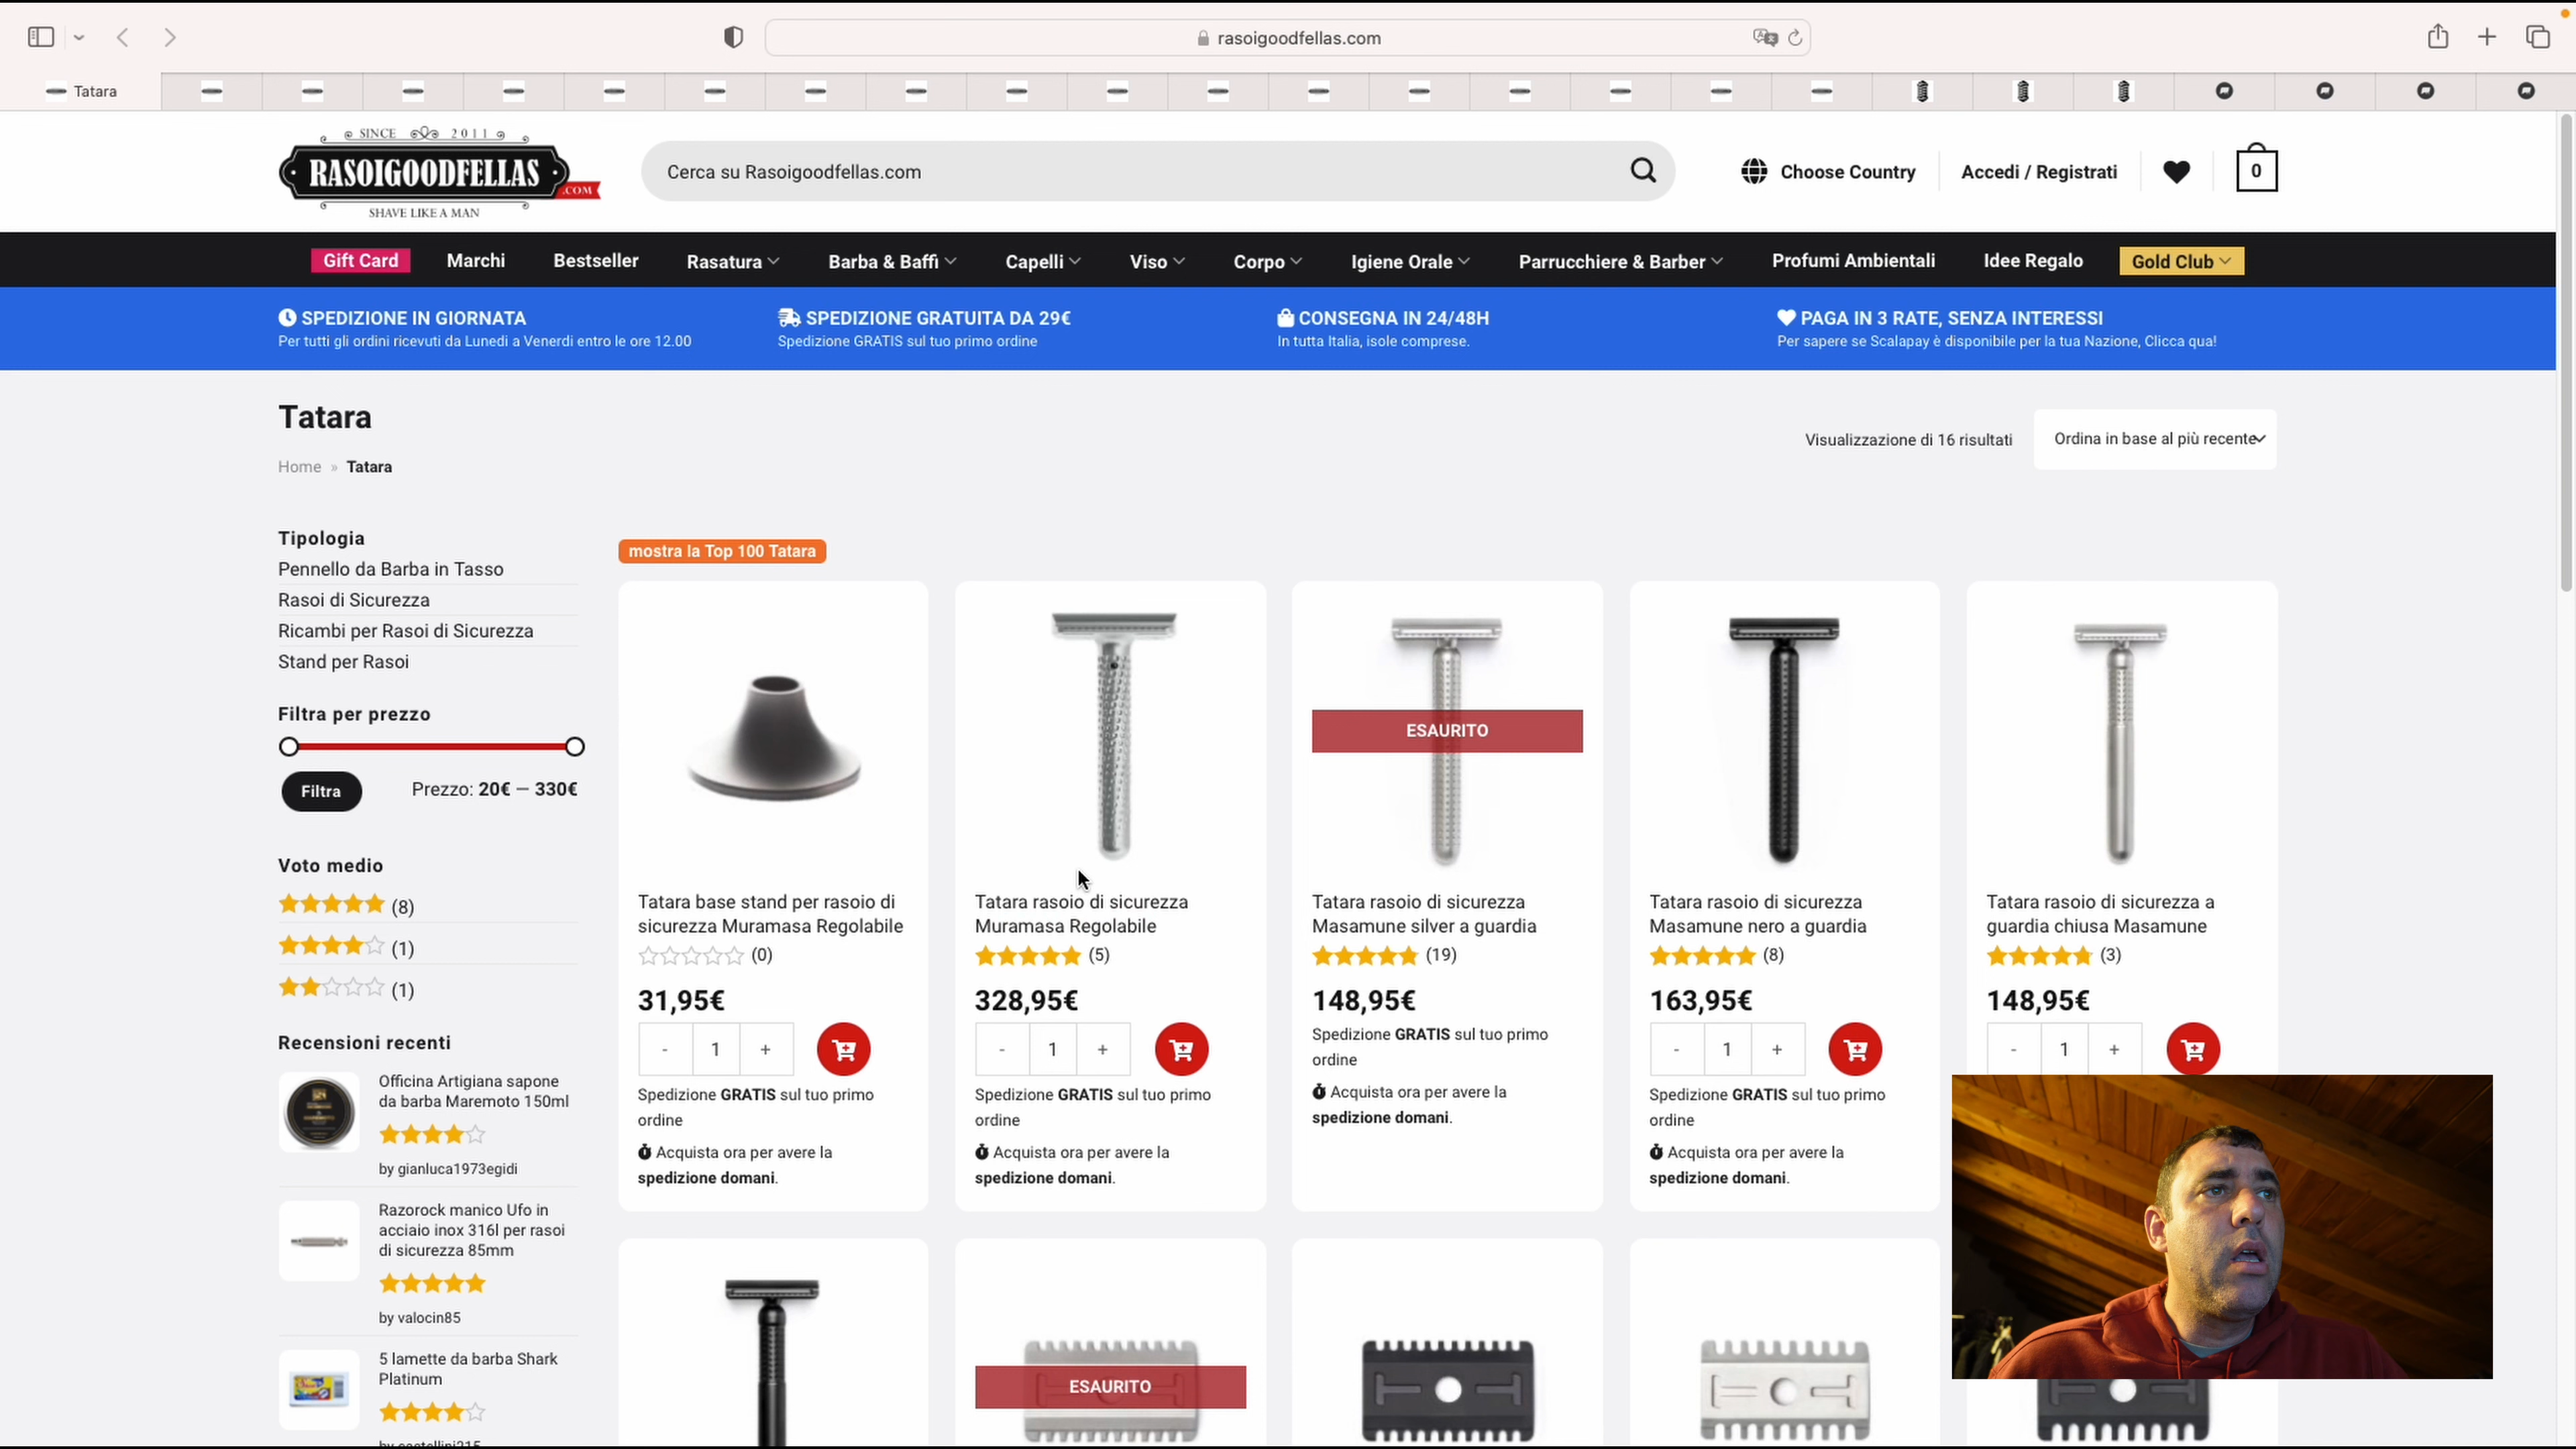 rasoigoodfellas.com
Tatara
SINCE 2011
RASOIGOODFELLAS
.COM
SHAVE LIKE A MAN
Cerca su Rasoigoodfellas.com
Choose Country
Accedi / Registrati
0
Gift Card
Marchi
Bestseller
Rasatura
Barba & Baffi
Capelli
Viso
Corpo
Igiene Orale
Parrucchiere & Barber
Profumi Ambientali
Idee Regalo
Gold Club
SPEDIZIONE IN GIORNATA
Per tutti gli ordini ricevuti da Lunedi a Venerdi entro le ore 12.00
SPEDIZIONE GRATUITA DA 29€
Spedizione GRATIS sul tuo primo ordine
CONSEGNA IN 24/48H
In tutta Italia, isole comprese.
PAGA IN 3 RATE, SENZA INTERESSI
Per sapere se Scalapay è disponibile per la tua Nazione, Clicca qua!
Tatara
Home » Tatara
Visualizzazione di 16 risultati
Ordina in base al più recente
Tipologia
Pennello da Barba in Tasso
Rasoi di Sicurezza
Ricambi per Rasoi di Sicurezza
Stand per Rasoi
Filtra per prezzo
Filtra
Prezzo: 20€ — 330€
Voto medio
(8)
(1)
(1)
Recensioni recenti
Officina Artigiana sapone
da barba Maremoto 150ml
by gianluca1973egidi
Razorock manico Ufo in
acciaio inox 316l per rasoi
di sicurezza 85mm
by valocin85
5 lamette da barba Shark
Platinum
mostra la Top 100 Tatara
Tatara base stand per rasoio di
sicurezza Muramasa Regolabile
(0)
31,95€
- 1 +
Spedizione GRATIS sul tuo primo
ordine
Acquista ora per avere la
spedizione domani.
Tatara rasoio di sicurezza
Muramasa Regolabile
(5)
328,95€
- 1 +
Spedizione GRATIS sul tuo primo
ordine
Acquista ora per avere la
spedizione domani.
ESAURITO
Tatara rasoio di sicurezza
Masamune silver a guardia
(19)
148,95€
Spedizione GRATIS sul tuo primo
ordine
Acquista ora per avere la
spedizione domani.
Tatara rasoio di sicurezza
Masamune nero a guardia
(8)
163,95€
- 1 +
Spedizione GRATIS sul tuo primo
ordine
Acquista ora per avere la
spedizione domani.
Tatara rasoio di sicurezza a
guardia chiusa Masamune
(3)
148,95€
- 1 +
ESAURITO